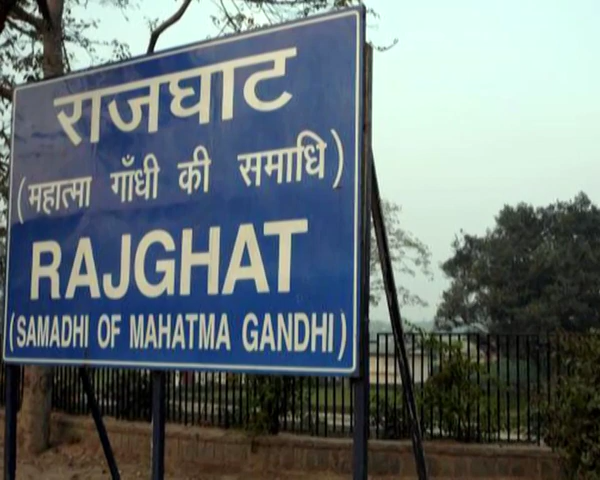 राजघाट
(महात्मा गाँधी की समाधि)
RAJGHAT
(SAMADHI OF MAHATMA GANDHI)